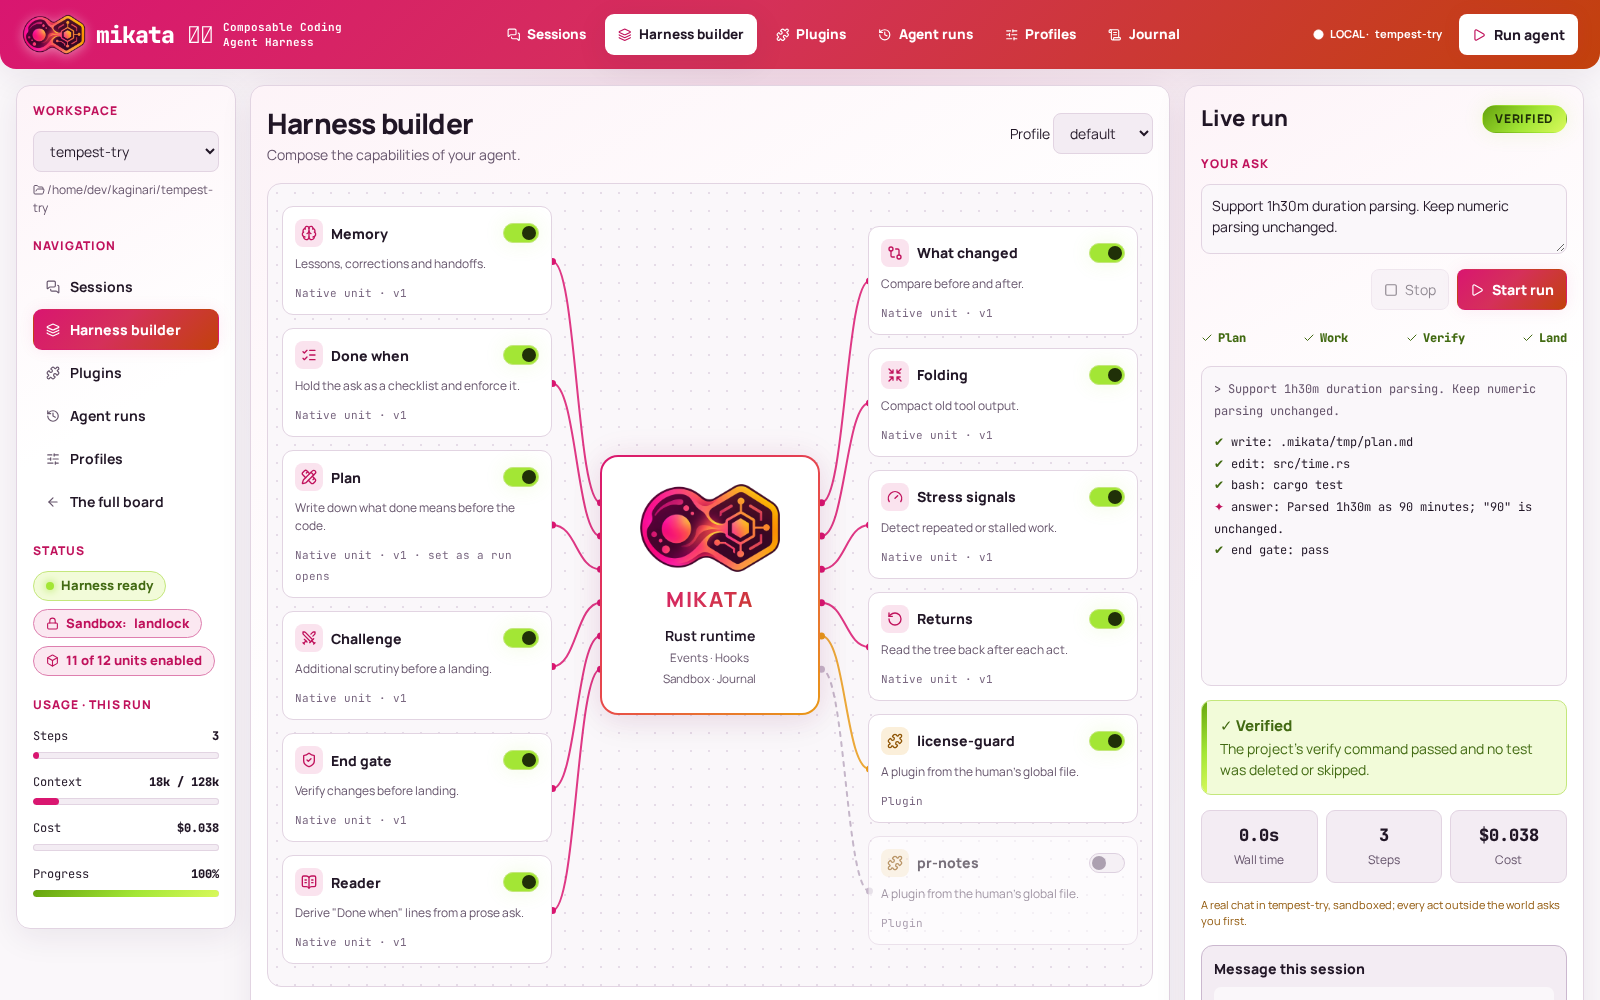 mikata
Composable Coding
Agent Harness
Sessions
Harness builder
Plugins
Agent runs
Profiles
Journal
LOCAL · tempest-try
Run agent
WORKSPACE
tempest-try
/home/dev/kaginari/tempest-
try
NAVIGATION
Sessions
Harness builder
Plugins
Agent runs
Profiles
The full board
STATUS
Harness ready
Sandbox: landlock
11 of 12 units enabled
USAGE · THIS RUN
Steps 3
Context 18k / 128k
Cost $0.038
Progress 100%
Harness builder
Compose the capabilities of your agent.
Profile default
Memory
Lessons, corrections and handoffs.
Native unit · v1
Done when
Hold the ask as a checklist and enforce it.
Native unit · v1
Plan
Write down what done means before the
code.
Native unit · v1 · set as a run
opens
Challenge
Additional scrutiny before a landing.
Native unit · v1
End gate
Verify changes before landing.
Native unit · v1
Reader
Derive "Done when" lines from a prose ask.
Native unit · v1
MIKATA
Rust runtime
Events · Hooks
Sandbox · Journal
What changed
Compare before and after.
Native unit · v1
Folding
Compact old tool output.
Native unit · v1
Stress signals
Detect repeated or stalled work.
Native unit · v1
Returns
Read the tree back after each act.
Native unit · v1
license-guard
A plugin from the human's global file.
Plugin
pr-notes
A plugin from the human's global file.
Plugin
Live run
VERIFIED
YOUR ASK
Support 1h30m duration parsing. Keep numeric
parsing unchanged.
Stop
Start run
✓ Plan ✓ Work ✓ Verify ✓ Land
> Support 1h30m duration parsing. Keep numeric
parsing unchanged.
✔ write: .mikata/tmp/plan.md
✔ edit: src/time.rs
✔ bash: cargo test
✦ answer: Parsed 1h30m as 90 minutes; "90" is
unchanged.
✔ end gate: pass
✓ Verified
The project's verify command passed and no test
was deleted or skipped.
0.0s
Wall time
3
Steps
$0.038
Cost
A real chat in tempest-try, sandboxed; every act outside the world asks
you first.
Message this session